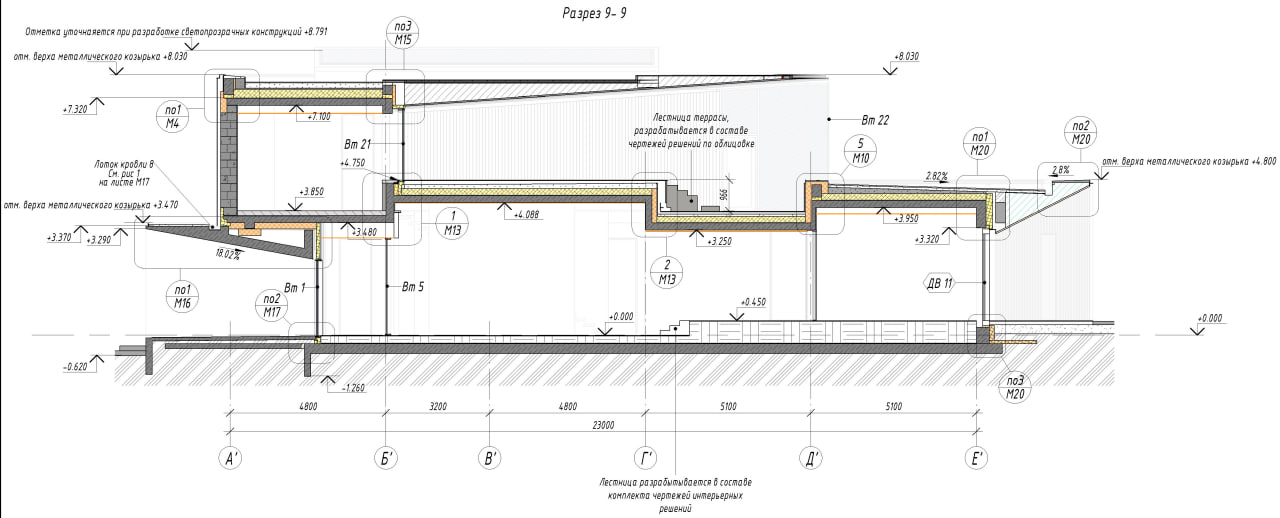 Разрез 9- 9
Отметка уточняется при разработке светопрозрачных конструкций +8.791
отм. верха металлического козырька +8.030
по3
М15
+8.030
+7.320
по1
М4
+7.100
Вт 21
Лестница террасы,
разрабатывается в составе
чертежей решений по облицовке
Вт 22
5
М10
по1
М20
по2
М20
Лоток кровли 8
См. рис 1
на листе М17
+4.750
966
2.82%
2.8%
отм. верха металлического козырька +4.800
отм. верха металлического козырька +3.470
+3.850
1
М13
+4.088
+3.950
+3.370
+3.290
+3.480
+3.250
+3.320
18.02%
2
М13
по1
М16
по2
М17
Вт 1
Вт 5
ДВ 11
+0.000
+0.450
+0.000
-0.620
-1.260
по3
М20
4800
3200
4800
5100
5100
23000
А'
Б'
В'
Г'
Д'
Е'
Лестница разрабытывается в составе
комплекта чертежей интерьерных
решений